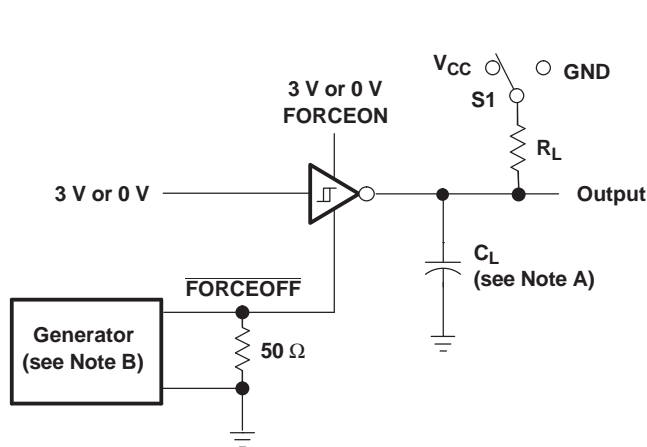 V_CC
GND
S1
3 V or 0 V
FORCEON
R_L
3 V or 0 V
Output
C_L
(see Note A)
FORCEOFF
Generator
(see Note B)
50 Ω